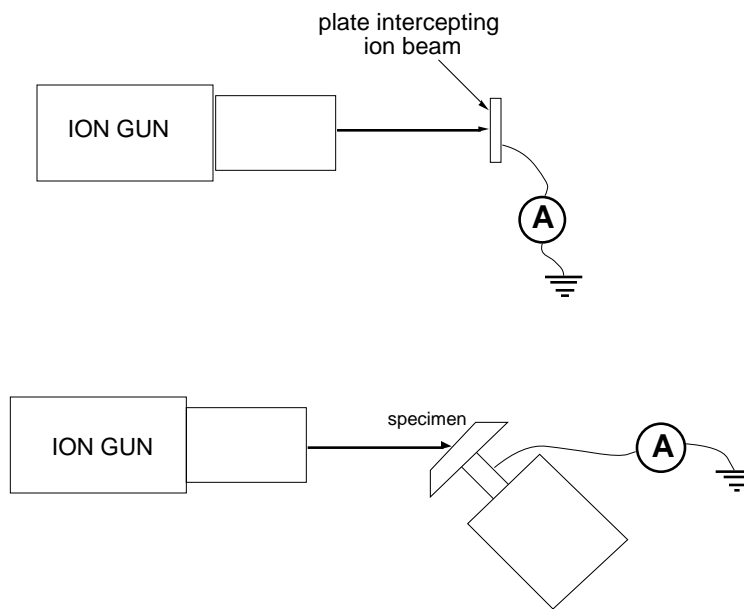 plate intercepting
ion beam
ION GUN
A
specimen
ION GUN
A